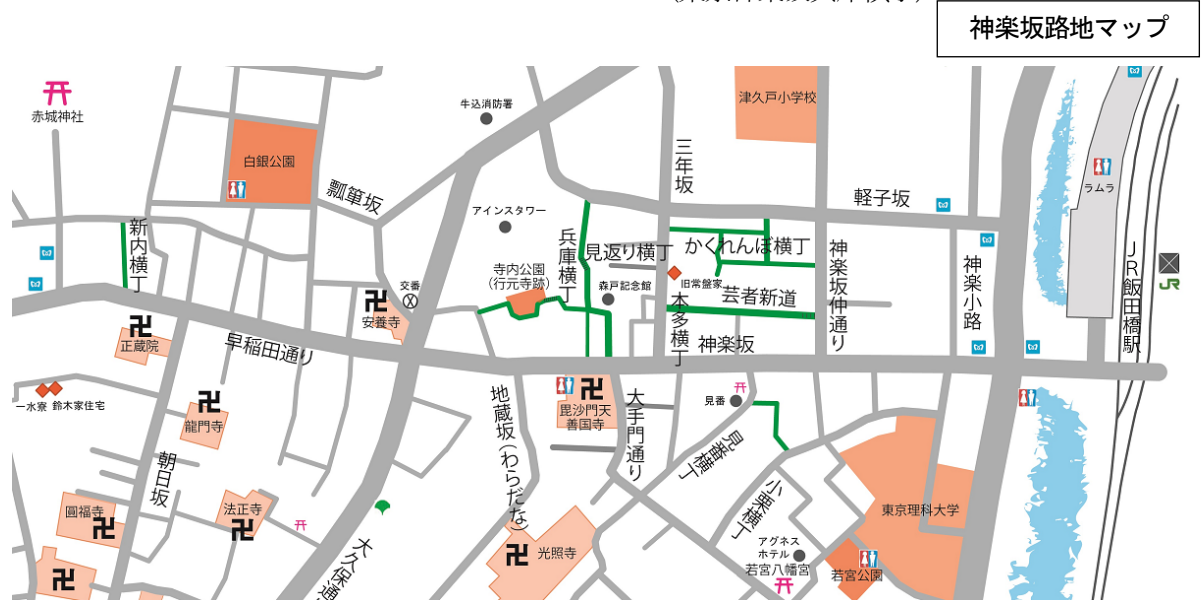 神楽坂路地マップ
赤城神社
白銀公園
瓢箪坂
牛込消防署
津久戸小学校
三年坂
軽子坂
ラムラ
新内横丁
アインスタワー
兵庫横丁
見返り横丁
かくれんぼ横丁
神楽坂仲通り
神楽小路
JR飯田橋駅
JR
寺内公園
(行元寺跡)
森戸記念館
旧常盤家
芸者新道
本多横丁
交番
安養寺
正蔵院
早稲田通り
神楽坂
一水寮
鈴木家住宅
龍門寺
地蔵坂(わらだな)
毘沙門天
善国寺
大手門通り
見番
見番横丁
朝日坂
圓福寺
法正寺
大久保通
光照寺
小栗横丁
アグネス
ホテル
若宮八幡宮
若宮公園
東京理科大学